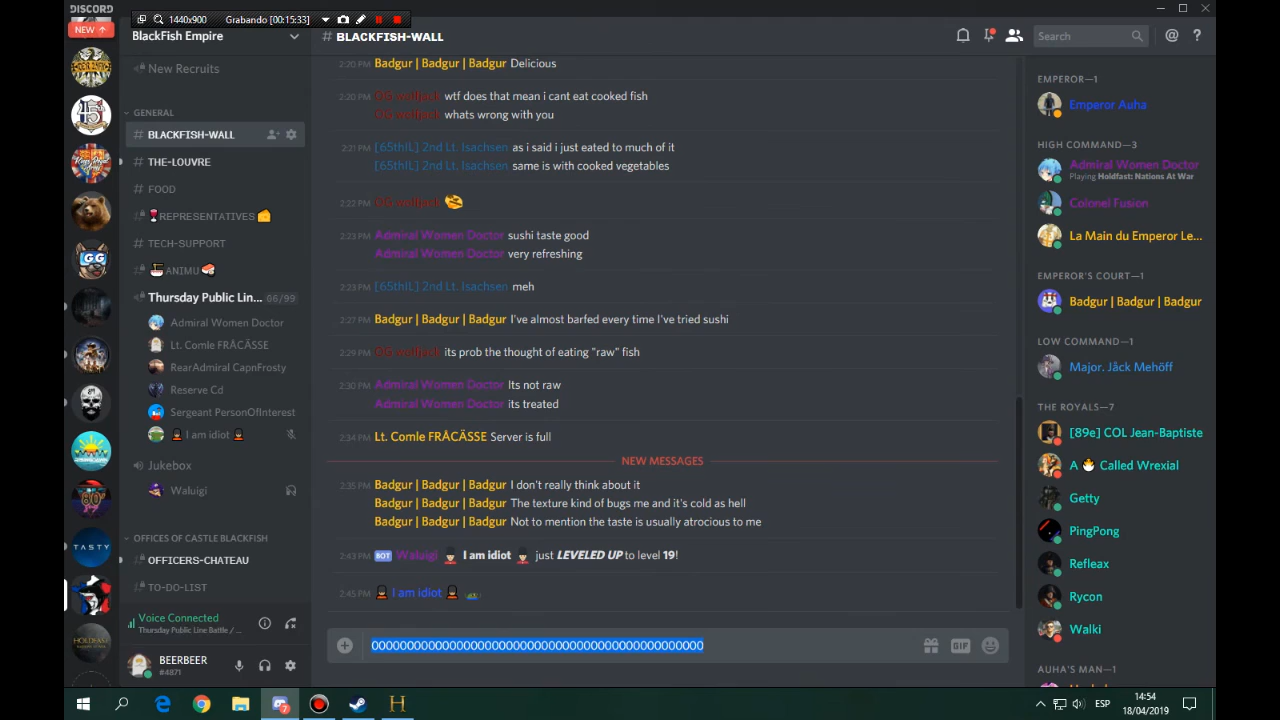 DISCORD
1440x900
Grabando [00:15:33]
NEW ↑
BlackFish Empire
New Recruits
GENERAL
# BLACKFISH-WALL
# THE-LOUVRE
# FOOD
REPRESENTATIVES
# TECH-SUPPORT
ANIMU
Thursday Public Lin... 06/99
Admiral Women Doctor
Lt. Comle FRÅCÄSSE
RearAdmiral CapnFrosty
Reserve Cd
Sergeant PersonOfInterest
I am idiot
Jukebox
Waluigi
OFFICES OF CASTLE BLACKFISH
# OFFICERS-CHATEAU
TO-DO-LIST
Voice Connected
Thursday Public Line Battle / ...
BEERBEER
#4871
# BLACKFISH-WALL
Search
2:20 PM Badgur | Badgur | Badgur Delicious
2:20 PM wtf does that mean i cant eat cooked fish
whats wrong with you
2:21 PM [65thIL] 2nd Lt. Isachsen as i said i just eated to much of it
[65thIL] 2nd Lt. Isachsen same is with cooked vegetables
2:22 PM
2:23 PM Admiral Women Doctor sushi taste good
Admiral Women Doctor very refreshing
2:23 PM [65thIL] 2nd Lt. Isachsen meh
2:27 PM Badgur | Badgur | Badgur I've almost barfed every time I've tried sushi
2:29 PM its prob the thought of eating "raw" fish
2:30 PM Admiral Women Doctor Its not raw
Admiral Women Doctor its treated
2:34 PM Lt. Comle FRÅCÄSSE Server is full
NEW MESSAGES
2:35 PM Badgur | Badgur | Badgur I don't really think about it
Badgur | Badgur | Badgur The texture kind of bugs me and it's cold as hell
Badgur | Badgur | Badgur Not to mention the taste is usually atrocious to me
2:43 PM BOT Waluigi I am idiot just LEVELED UP to level 19!
2:45 PM I am idiot
EMPEROR—1
Emperor Auha
HIGH COMMAND—3
Admiral Women Doctor
Playing Holdfast: Nations At War
Colonnel Fusion
La Main du Emperor Le...
EMPEROR'S COURT—1
Badgur | Badgur | Badgur
LOW COMMAND—1
Major. Jåck Mehöff
THE ROYALS—7
[89e] COL Jean-Baptiste
A Called Wrexial
Getty
PingPong
Refleax
Rycon
Walki
AUHA'S MAN—1
GIF
TASTY
HOLDFAST
ESP
14:54
18/04/2019